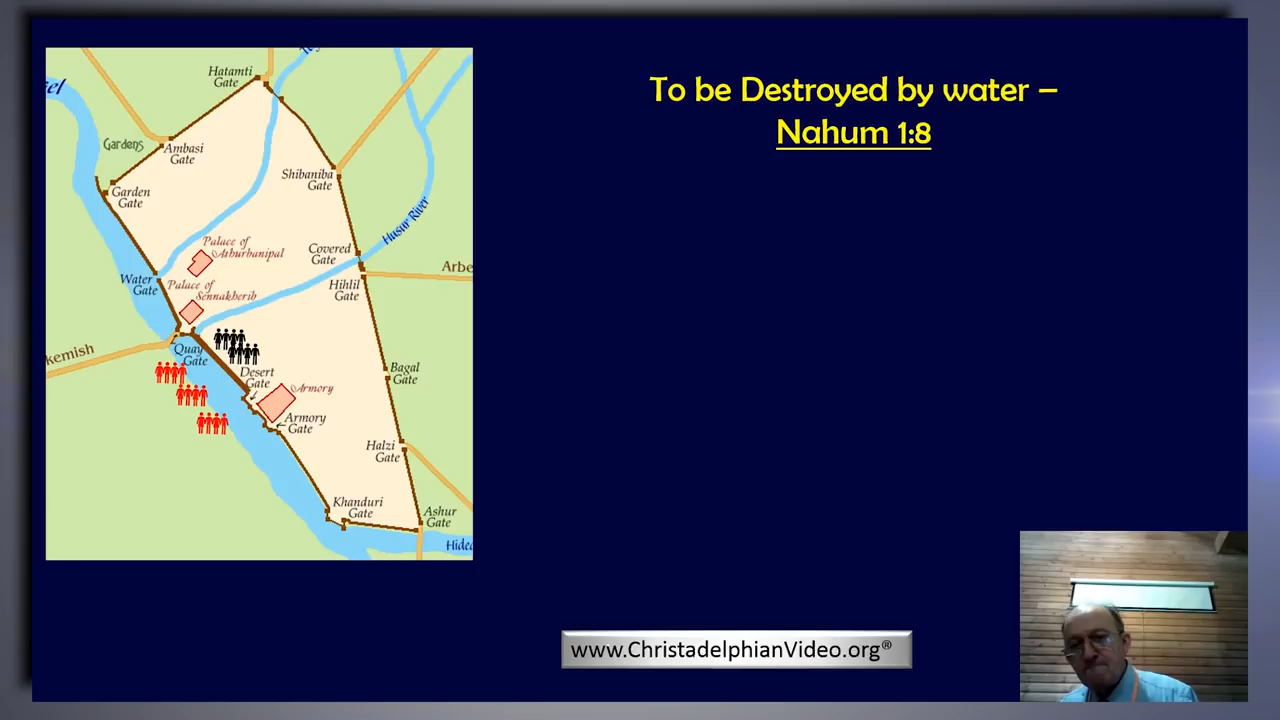 To be Destroyed by water –
Nahum 1:8
Hatamti
Gate
Gardens
Ambasi
Gate
Garden
Gate
Shibaniba
Gate
Husur River
Palace of
Athurbanipal
Covered
Gate
Arbe
Water
Gate
Palace of
Sennakherib
Hihlil
Gate
kemish
Quay
Gate
Desert
Gate
Armory
Bagal
Gate
Armory
Gate
Halzi
Gate
Khanduri
Gate
Ashur
Gate
Hidec
www.ChristadelphianVideo.org®